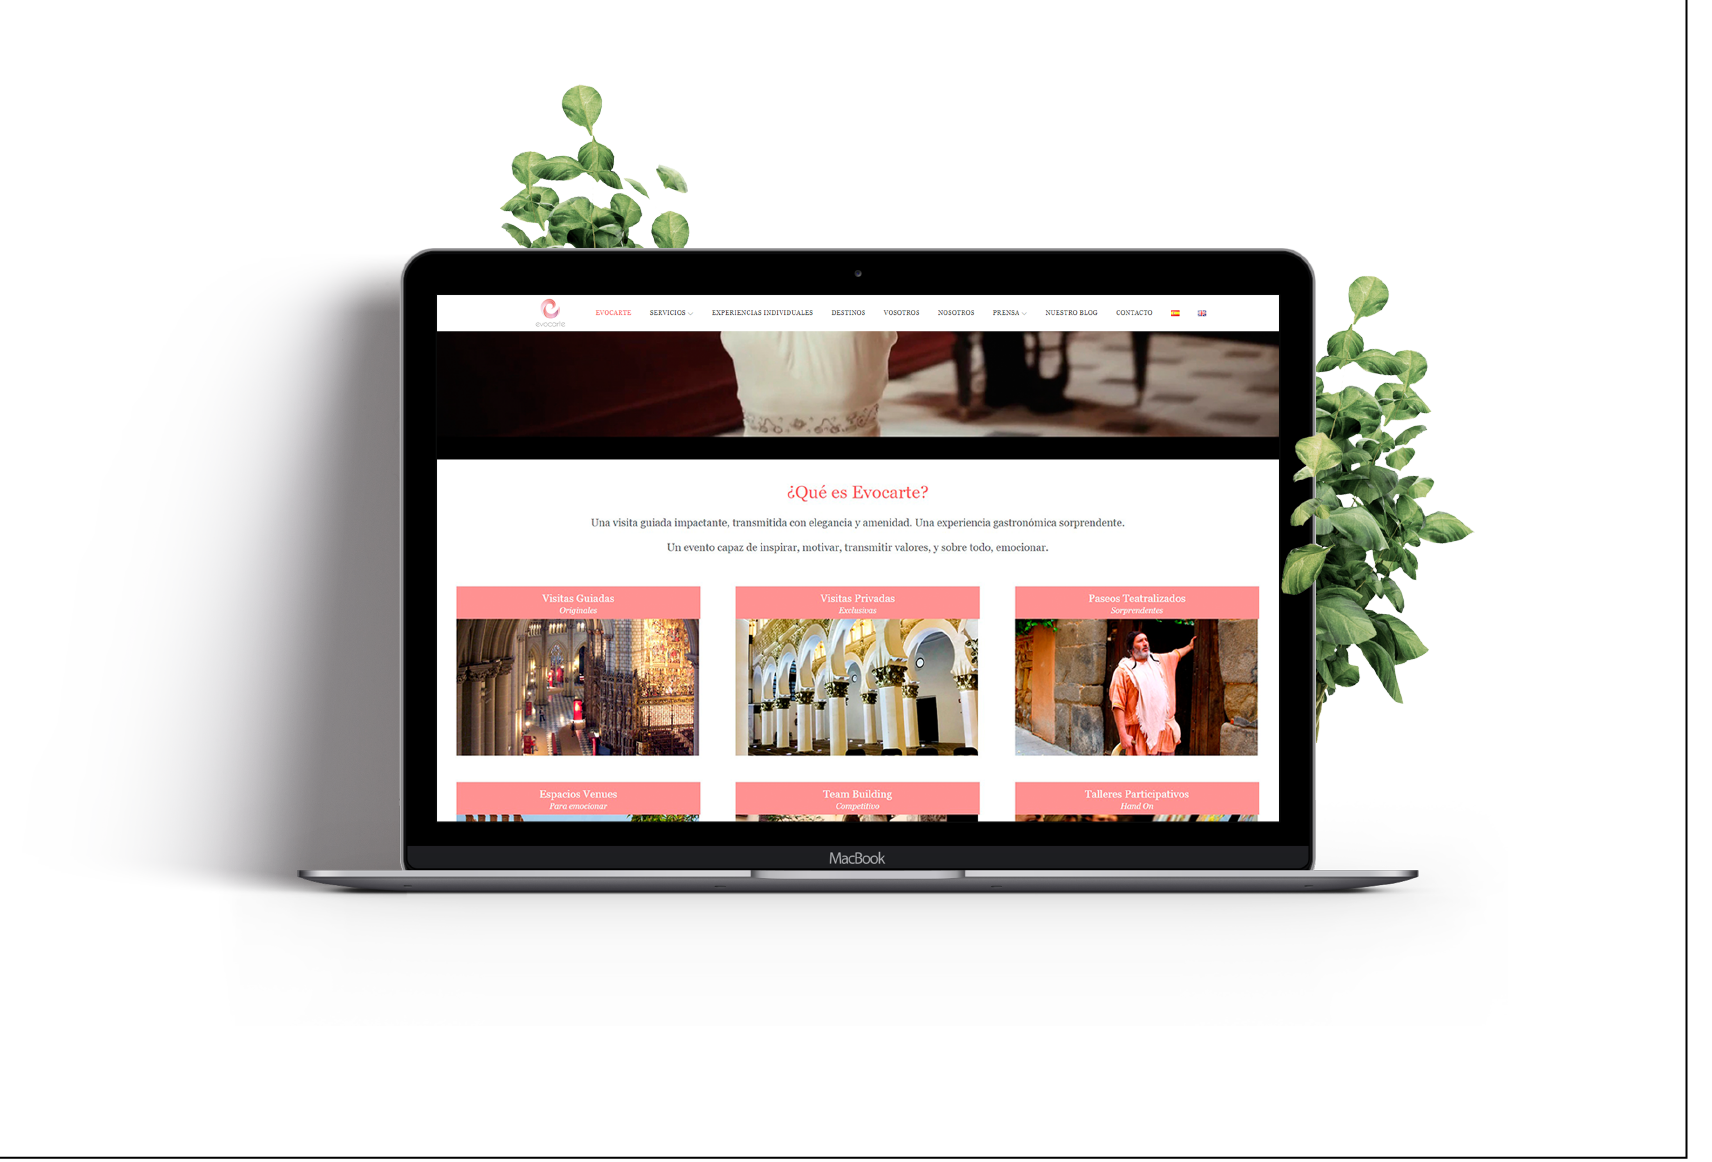 evocarte
EVOCARTE SERVICIOS EXPERIENCIAS INDIVIDUALES DESTINOS VOSOTROS NOSOTROS PRENSA NUESTRO BLOG CONTACTO
¿Qué es Evocarte?
Una visita guiada impactante, transmitida con elegancia y amenidad. Una experiencia gastronómica sorprendente.
Un evento capaz de inspirar, motivar, transmitir valores, y sobre todo, emocionar.
Visitas Guiadas
Originales
Visitas Privadas
Exclusivas
Paseos Teatralizados
Sorprendentes
Espacios Venues
Para emocionar
Team Building
Competitivo
Talleres Participativos
Hand On
MacBook